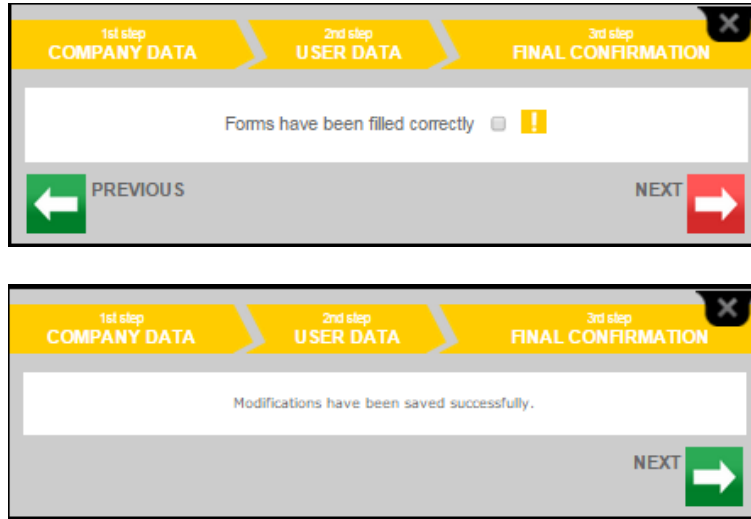 1st step
COMPANY DATA
2nd step
USER DATA
3rd step
FINAL CONFIRMATION
Forms have been filled correctly !
PREVIOUS
NEXT
1st step
COMPANY DATA
2nd step
USER DATA
3rd step
FINAL CONFIRMATION
Modifications have been saved successfully.
NEXT